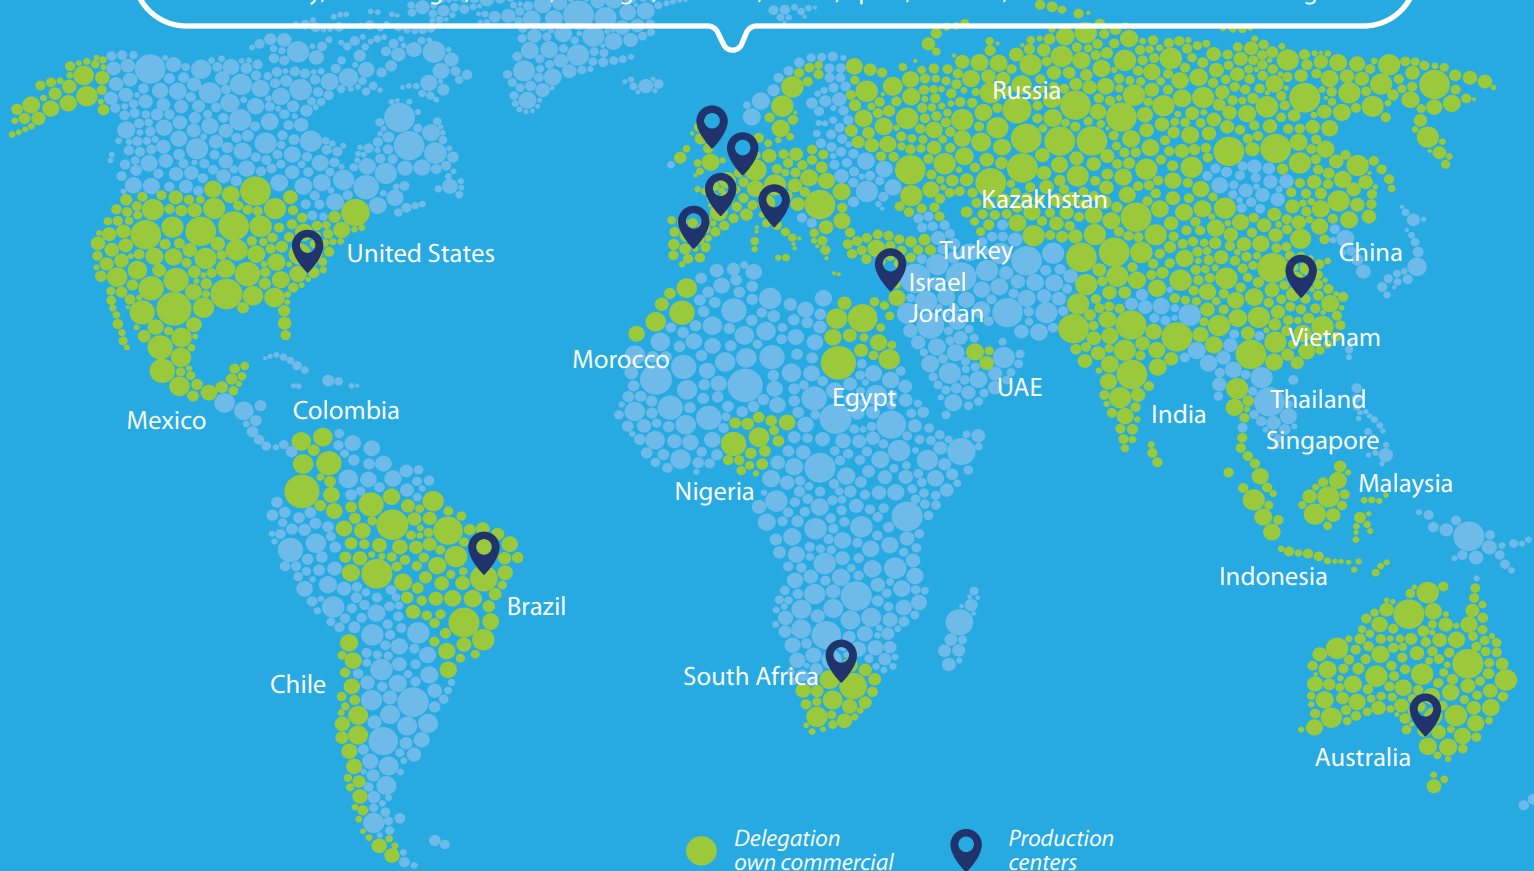 Russia
Kazakhstan
United States
Turkey
China
Israel
Jordan
Vietnam
Morocco
UAE
Egypt
Thailand
Mexico
Colombia
India
Singapore
Nigeria
Malaysia
Indonesia
Brazil
South Africa
Chile
Australia
Delegation
own commercial
Production
centers